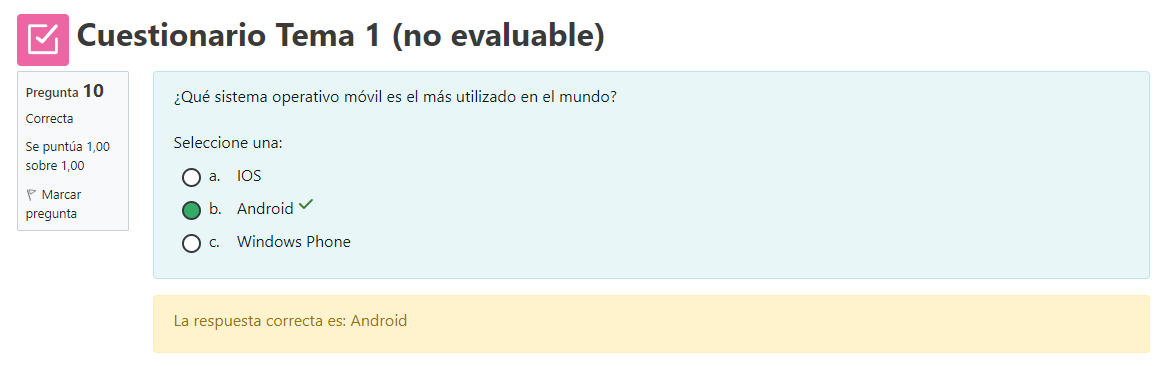 Cuestionario Tema 1 (no evaluable)
Pregunta 10
Correcta
Se puntúa 1,00
sobre 1,00
Marcar
pregunta
¿Qué sistema operativo móvil es el más utilizado en el mundo?
Seleccione una:
a. IOS
b. Android
c. Windows Phone
La respuesta correcta es: Android